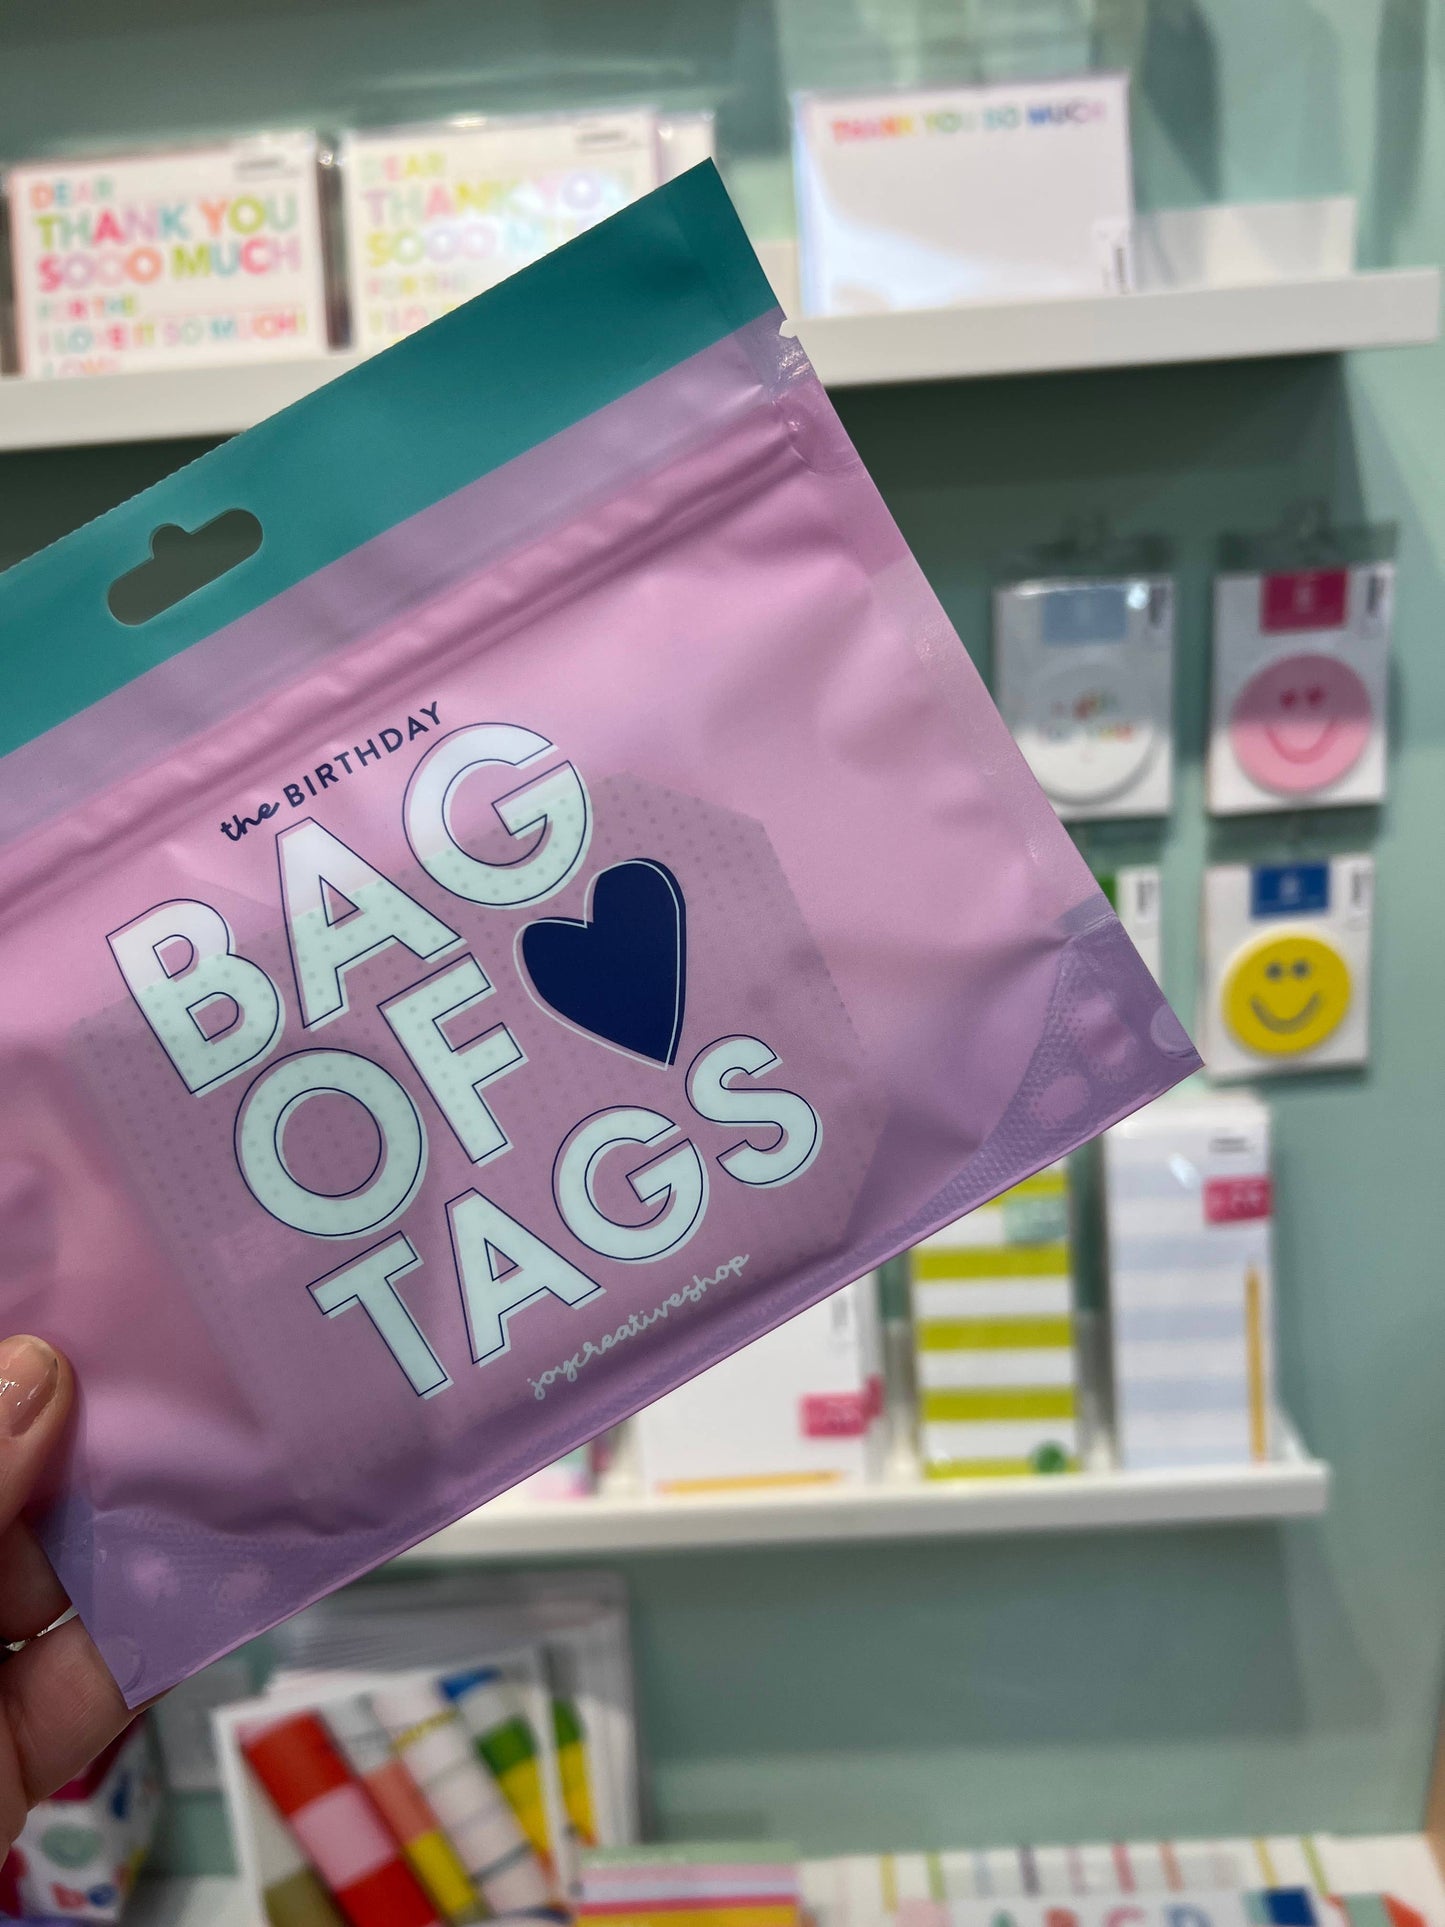 DEAR
THANK YOU
SOOO MUCH
FOR THE
I LOVE IT SO MUCH!
DEAR
THANK YOU SO MUCH
the BIRTHDAY
BAG
OF
TAGS
joycreativeshop